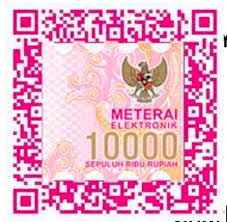 METERAI
ELEKTRONIK
10000
SEPULUH RIBU RUPIAH